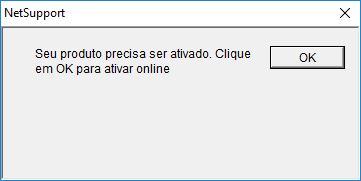 NetSupport
Seu produto precisa ser ativado. Clique
em OK para ativar online
OK